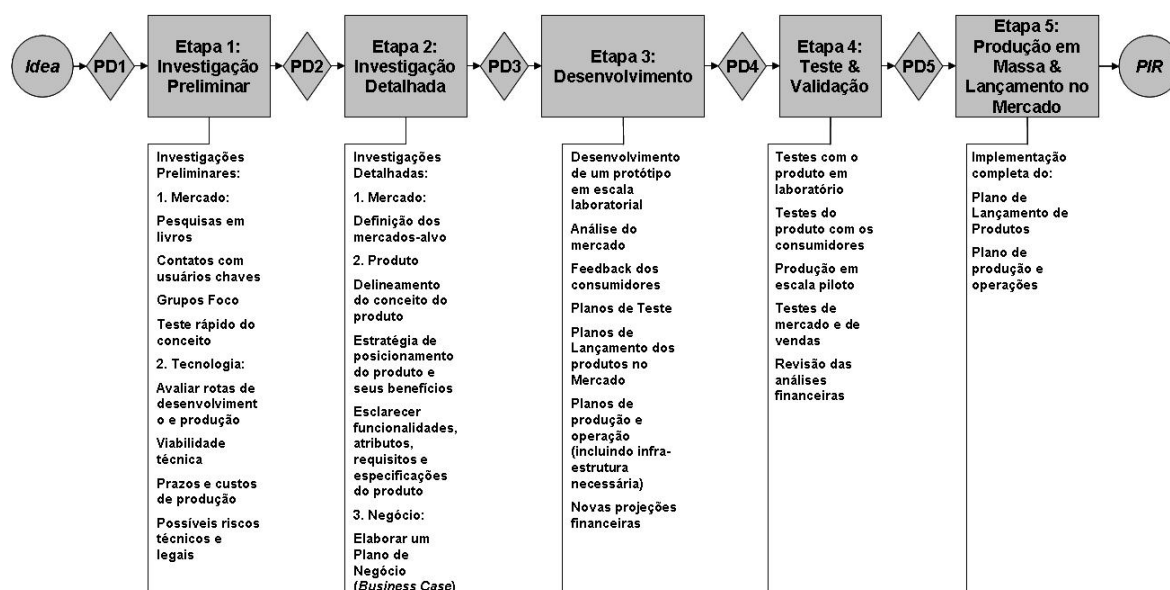 Idea
PD1
Etapa 1:
Investigação
Preliminar
PD2
Etapa 2:
Investigação
Detalhada
PD3
Etapa 3:
Desenvolvimento
PD4
Etapa 4:
Teste &
Validação
PD5
Etapa 5:
Produção em
Massa &
Lançamento no
Mercado
PIR
Investigações
Preliminares:
1. Mercado:
Pesquisas em
livros
Contatos com
usuários chaves
Grupos Foco
Teste rápido do
conceito
2. Tecnologia:
Avaliar rotas de
desenvolviment
o e produção
Viabilidade
técnica
Prazos e custos
de produção
Possíveis riscos
técnicos e
legais
Investigações
Detalhadas:
1. Mercado:
Definição dos
mercados-alvo
2. Produto
Delineamento
do conceito do
produto
Estratégia de
posicionamento
do produto e
seus benefícios
Esclarecer
funcionalidades,
atributos,
requisitos e
especificações
do produto
3. Negócio:
Elaborar um
Plano de
Negócio
(Business Case)
Desenvolvimento
de um protótipo
em escala
laboratorial
Análise do
mercado
Feedback dos
consumidores
Planos de Teste
Planos de
Lançamento dos
produtos no
Mercado
Planos de
produção e
operação
(incluindo infra-
estrutura
necessária)
Novas projeções
financeiras
Testes com o
produto em
laboratório
Testes do
produto com os
consumidores
Produção em
escala piloto
Testes de
mercado e de
vendas
Revisão das
análises
financeiras
Implementação
completa do:
Plano de
Lançamento de
Produtos
Plano de
produção e
operações